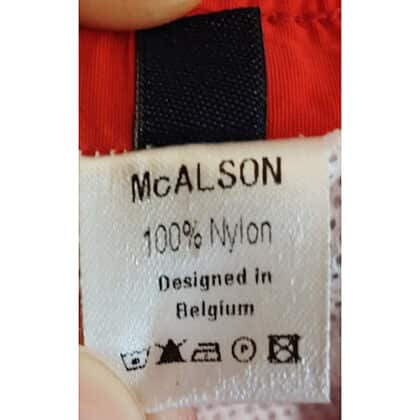 McALSON
100% Nylon
Designed in
Belgium